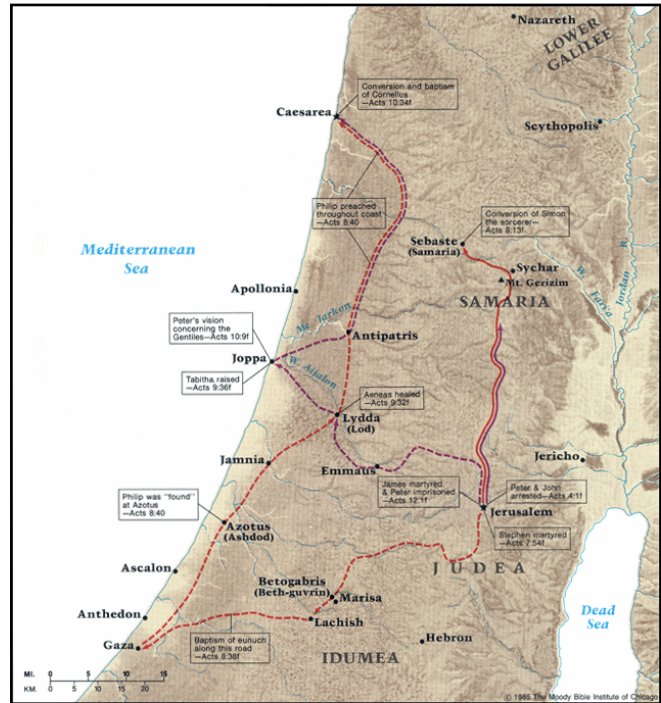 Nazareth
LOWER
GALILEE
Conversion and baptism
of Cornelius
—Acts 10:34f
Caesarea
Scythopolis
Philip preached
throughout coast
—Acts 8:40
Conversion of Simon
the sorcerer—
Acts 8:13f
Mediterranean
Sea
Sebaste
(Samaria)
Sychar
Mt. Gerizim
W. Fari'a
Jordan R.
Apollonia
SAMARIA
Peter's vision
concerning the
Gentiles—Acts 10:9f
Me. Jarkon
Antipatris
Joppa
W. Aijalon
Tabitha raised
—Acts 9:36f
Aeneas healed
—Acts 9:32f
Lydda
(Lod)
Jamnia
Emmaus
Jericho
James martyred
& Peter imprisoned
—Acts 12:1f
Peter & John
arrested—Acts 4:1f
Jerusalem
Philip was "found"
at Azotus
—Acts 8:40
Azotus
(Ashdod)
Stephen martyred
—Acts 7:54f
Ascalon
JUDEA
Betogabris
(Beth-guvrin)
Marisa
Anthedon
Lachish
Dead
Sea
Gaza
Baptism of eunuch
along this road
—Acts 8:38f
Hebron
IDUMEA
MI. 0 5 10 15
KM. 0 10 20
© 1985 The Moody Bible Institute of Chicago